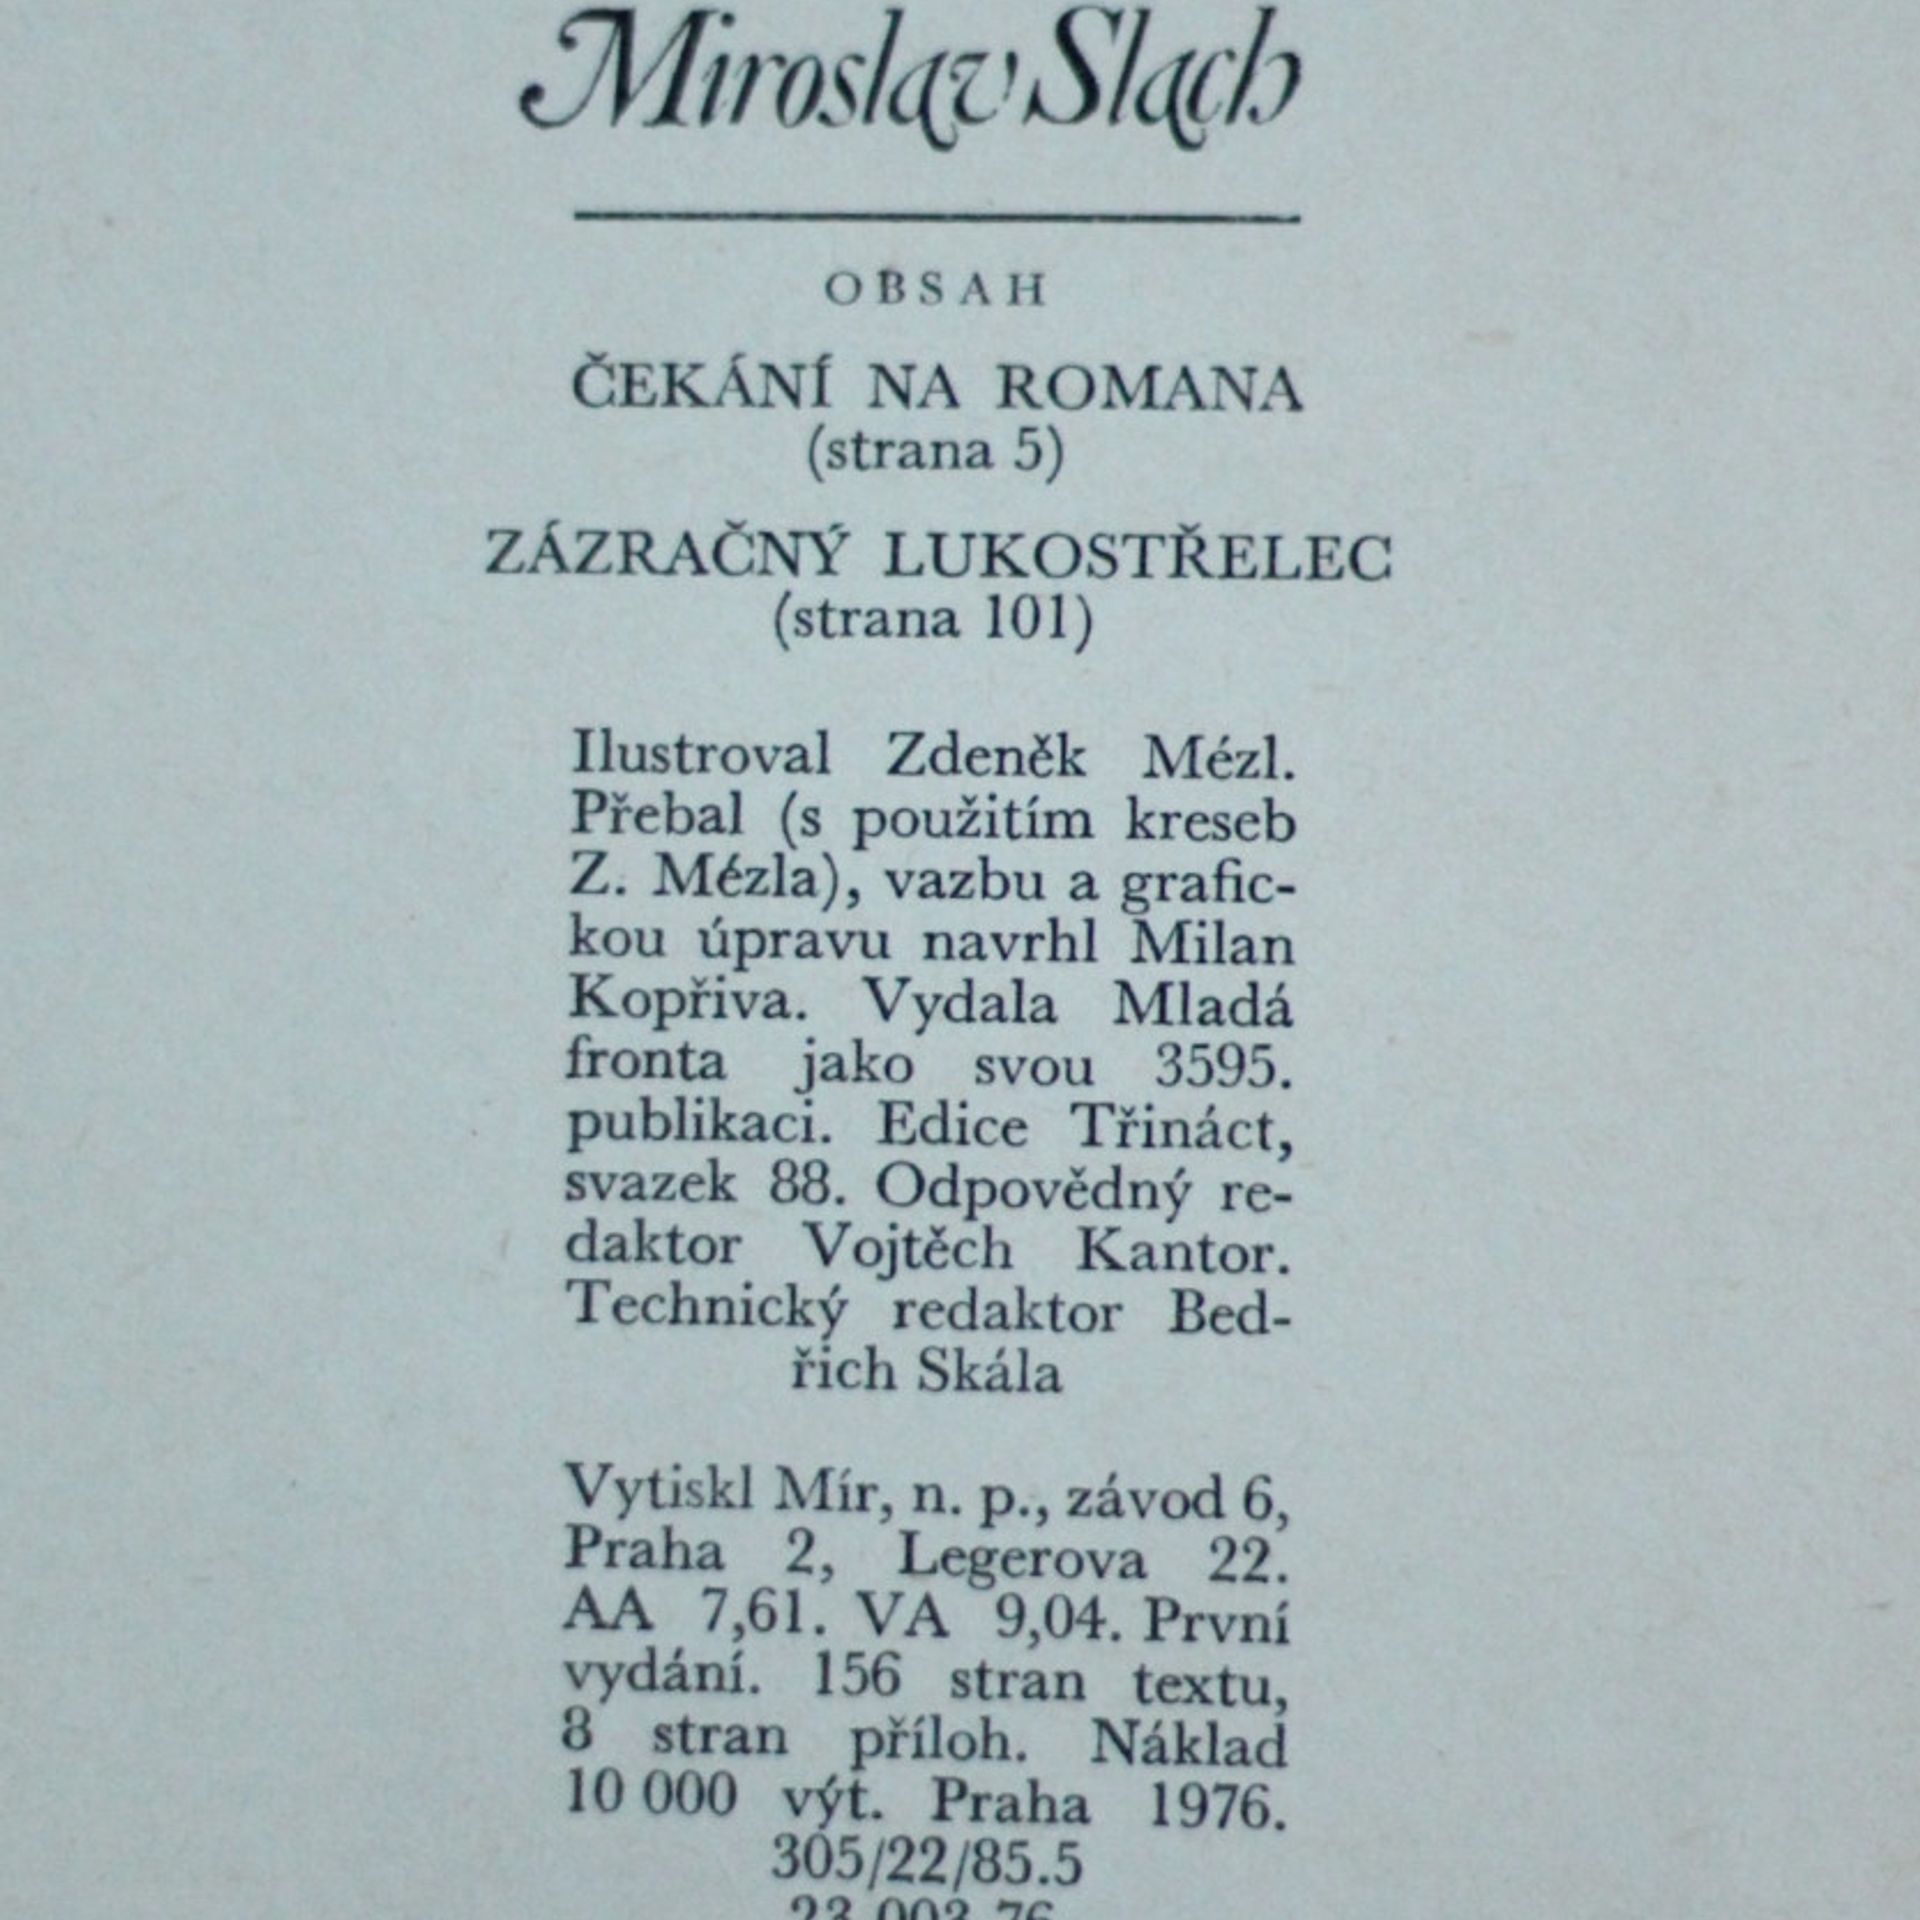 Miroslav Slach
OBSAH
ČEKÁNÍ NA ROMANA
(strana 5)
ZÁZRAČNÝ LUKOSTŘELEC
(strana 101)
Ilustroval Zdeněk Mézl.
Přebal (s použitím kreseb
Z. Mézla), vazbu a grafic-
kou úpravu navrhl Milan
Kopřiva. Vydala Mladá
fronta jako svou 3595.
publikaci. Edice Třináct,
svazek 88. Odpovědný re-
daktor Vojtěch Kantor.
Technický redaktor Bed-
řich Skála
Vytiskl Mír, n. p., závod 6,
Praha 2, Legerova 22.
AA 7,61. VA 9,04. První
vydání. 156 stran textu,
8 stran příloh. Náklad
10 000 výt. Praha 1976.
305/22/85.5